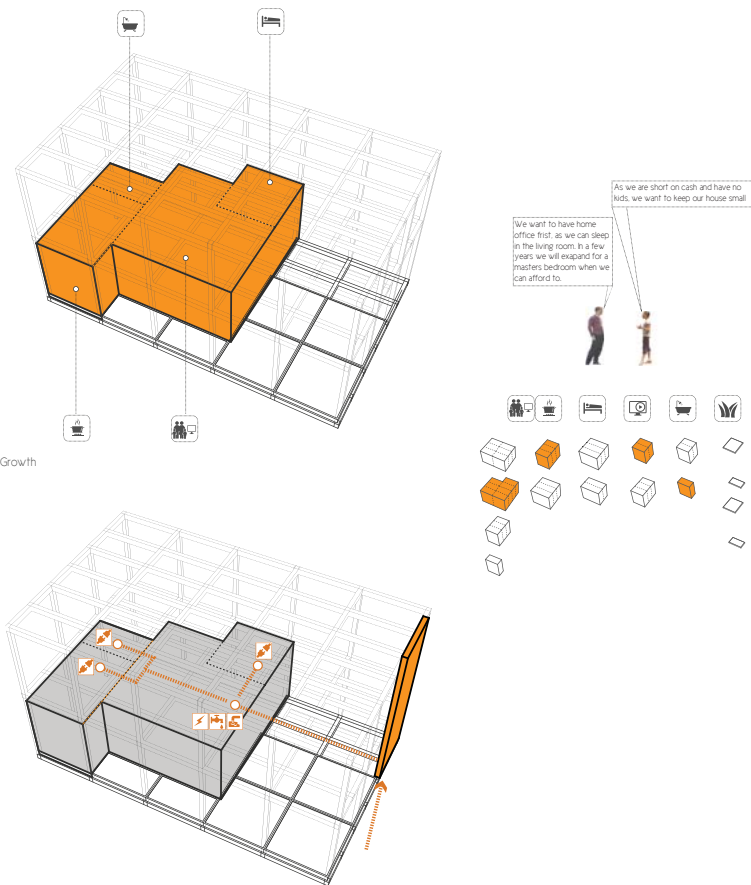 As we are short on cash and have no
kids, we want to keep our house small
We want to have home
office frist, as we can sleep
in the living room. In a few
years we will exapand for a
masters bedroom when we
can afford to.
Growth